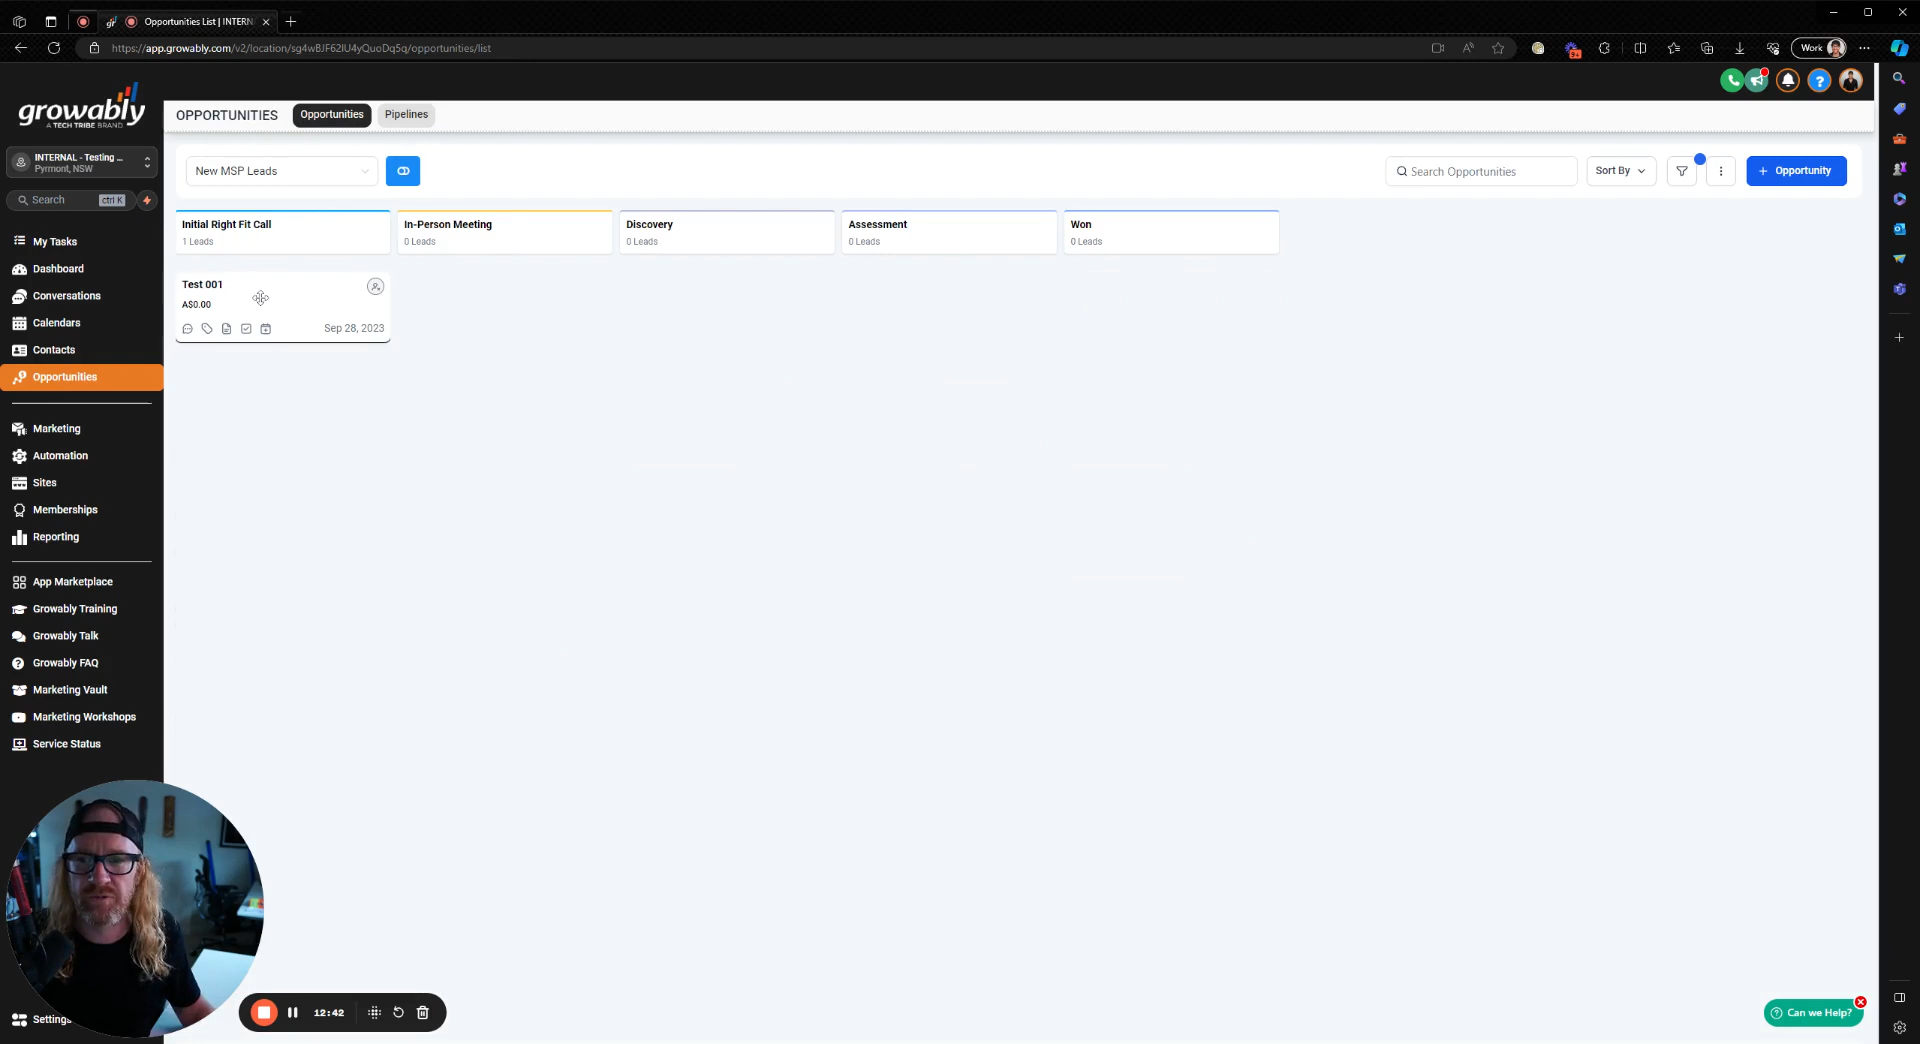 Opportunities List | INTERN
https://app.growably.com/v2/location/sg4wBJF62IU4yQuoDq5q/opportunities/list
9+
Work
growably
A TECH TRIBE BRAND
OPPORTUNITIES
Opportunities
Pipelines
INTERNAL - Testing ...
Pyrmont, NSW
Search
ctrl K
My Tasks
Dashboard
Conversations
Calendars
Contacts
Opportunities
Marketing
Automation
Sites
Memberships
Reporting
App Marketplace
Growably Training
Growably Talk
Growably FAQ
Marketing Vault
Marketing Workshops
Service Status
Settings
New MSP Leads
Search Opportunities
Sort By
+ Opportunity
Initial Right Fit Call
1 Leads
In-Person Meeting
0 Leads
Discovery
0 Leads
Assessment
0 Leads
Won
0 Leads
Test 001
A$0.00
Sep 28, 2023
12:42
Can we Help?